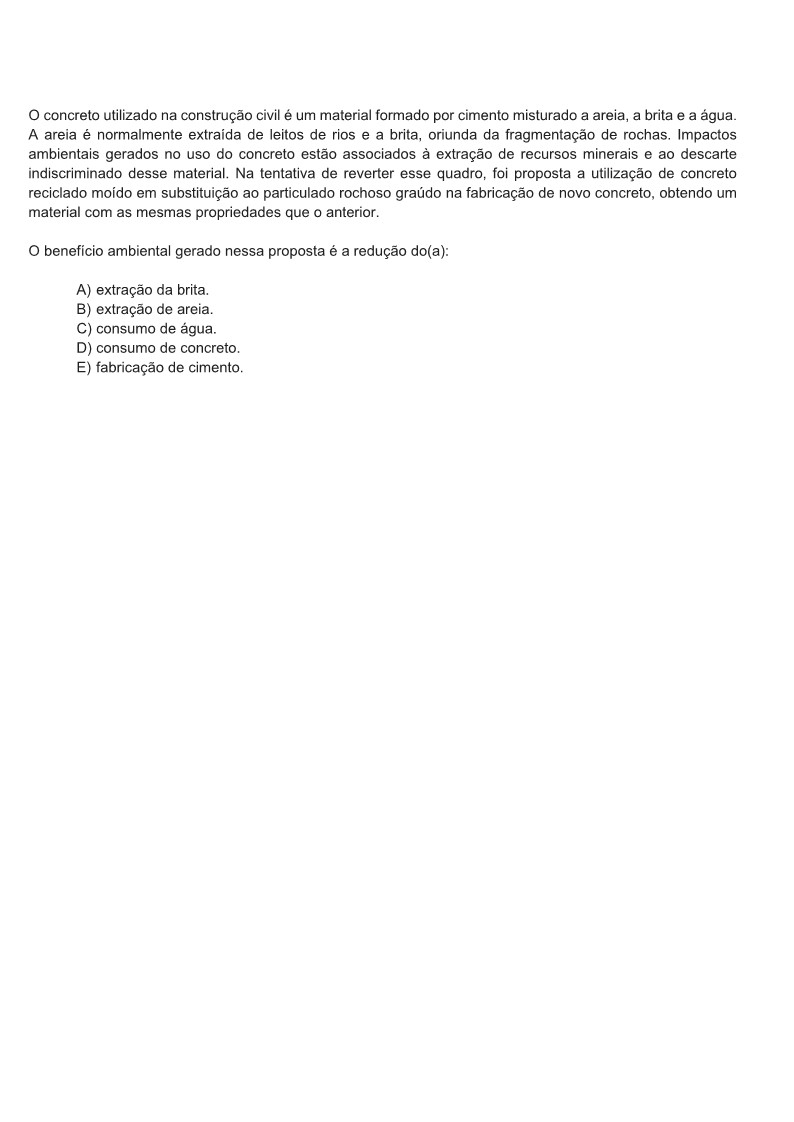 O concreto utilizado na construção civil é um material formado por cimento misturado a areia, a brita e a água.
A areia é normalmente extraída de leitos de rios e a brita, oriunda da fragmentação de rochas. Impactos
ambientais gerados no uso do concreto estão associados à extração de recursos minerais e ao descarte
indiscriminado desse material. Na tentativa de reverter esse quadro, foi proposta a utilização de concreto
reciclado moído em substituição ao particulado rochoso graúdo na fabricação de novo concreto, obtendo um
material com as mesmas propriedades que o anterior.
O benefício ambiental gerado nessa proposta é a redução do(a):
A) extração da brita.
B) extração de areia.
C) consumo de água.
D) consumo de concreto.
E) fabricação de cimento.